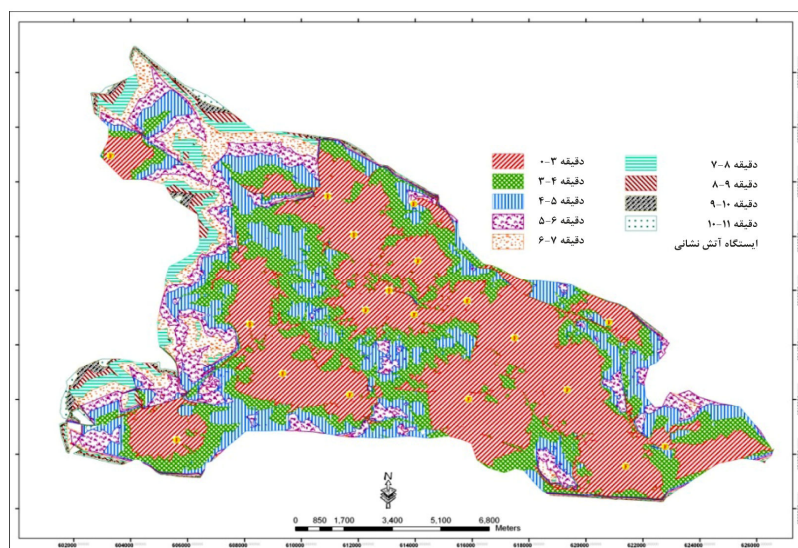 دقیقه ۳-۰
دقیقه ۴-۳
دقیقه ۵-۴
دقیقه ۶-۵
دقیقه ۷-۶
دقیقه ۸-۷
دقیقه ۹-۸
دقیقه ۱۰-۹
دقیقه ۱۱-۱۰
ایستگاه آتش نشانی
N
0 850 1,700 3,400 5,100 6,800
Meters
602000 604000 606000 608000 610000 612000 614000 616000 618000 620000 622000 624000 626000